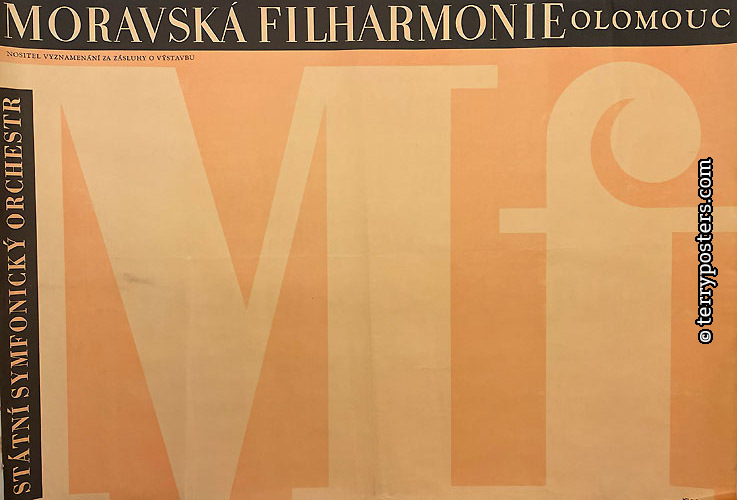 MORAVSKÁ FILHARMONIE OLOMOUC
NOSITEL VYZNAMENÁNÍ ZA ZÁSLUHY O VÝSTAVBU
STÁTNÍ SYMFONICKÝ ORCHESTR
Mf
© terryposters.com